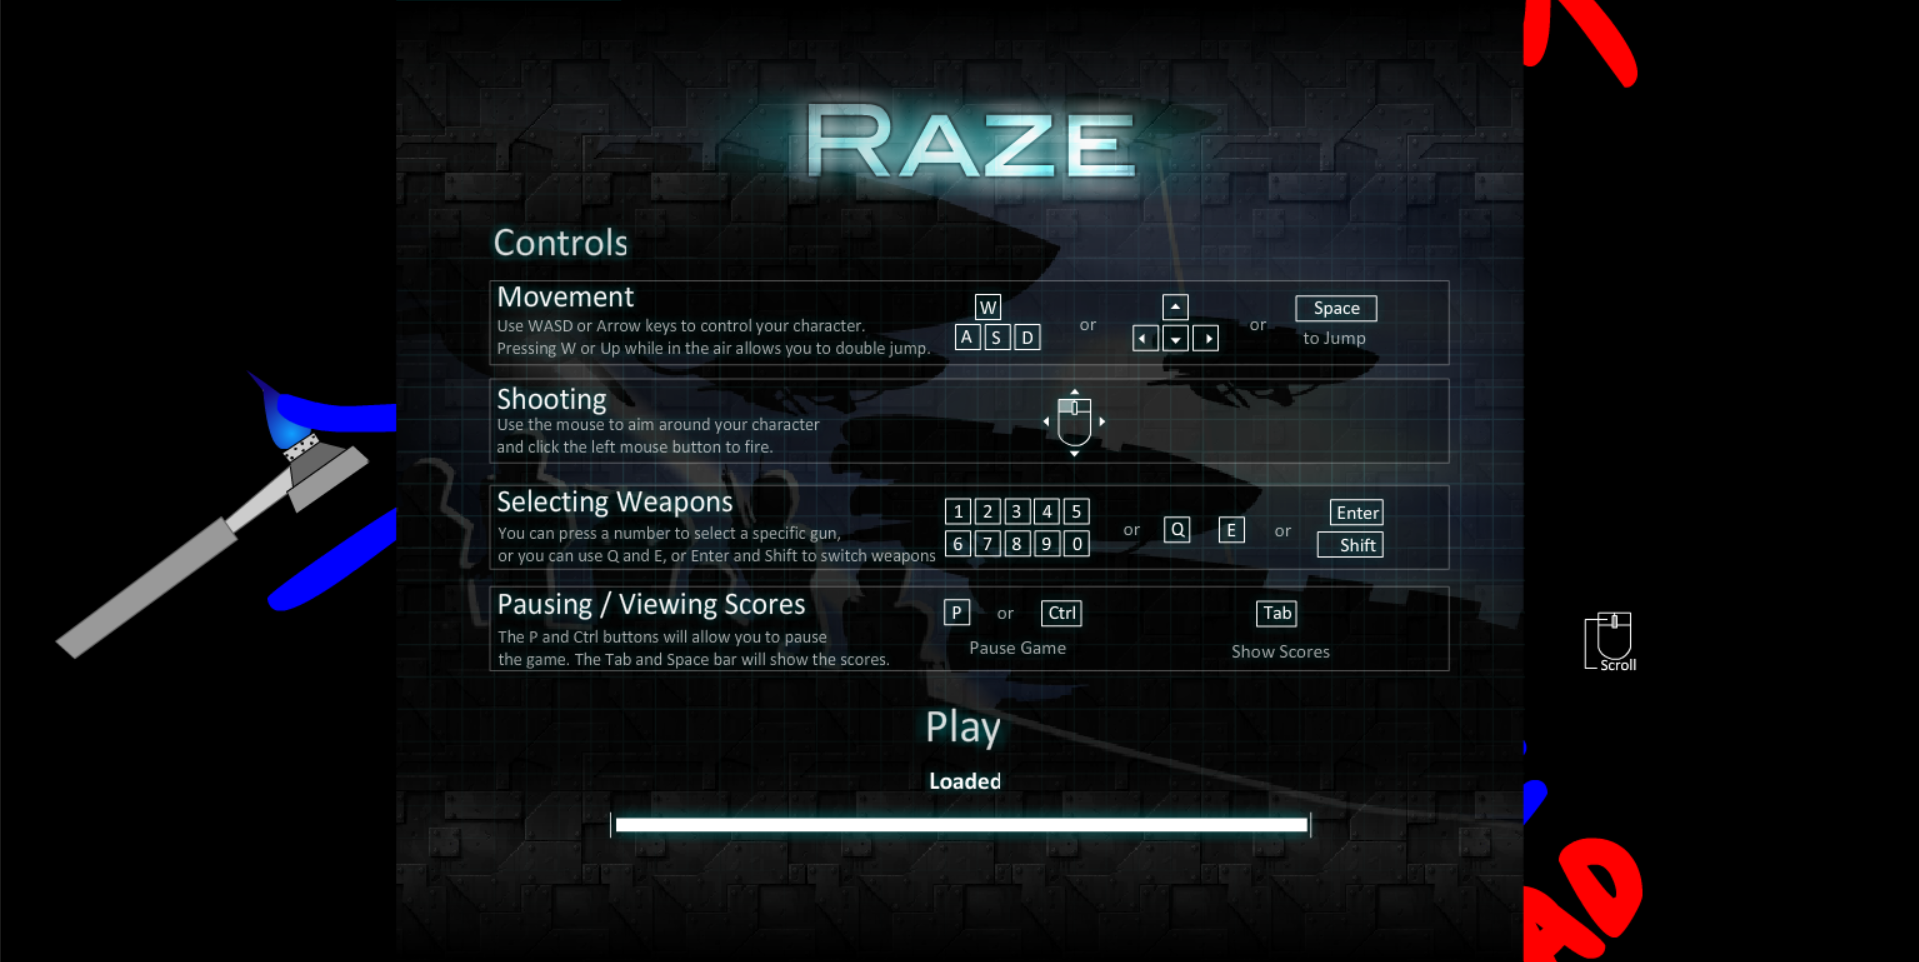 RAZE
Controls
Movement
Use WASD or Arrow keys to control your character.
Pressing W or Up while in the air allows you to double jump.
W
A S D
or
or
Space
to Jump
Shooting
Use the mouse to aim around your character
and click the left mouse button to fire.
Selecting Weapons
You can press a number to select a specific gun,
or you can use Q and E, or Enter and Shift to switch weapons
1 2 3 4 5
6 7 8 9 0
or
Q
E
or
Enter
Shift
Pausing / Viewing Scores
The P and Ctrl buttons will allow you to pause
the game. The Tab and Space bar will show the scores.
P or Ctrl
Pause Game
Tab
Show Scores
Scroll
Play
Loaded
AD